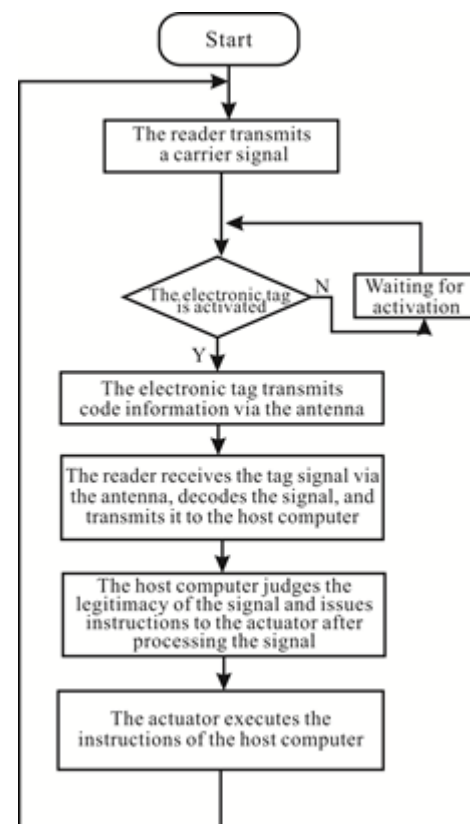 Start
The reader transmits
a carrier signal
The electronic tag
is activated
N
Waiting for
activation
Y
The electronic tag transmits
code information via the antenna
The reader receives the tag signal via
the antenna, decodes the signal, and
transmits it to the host computer
The host computer judges the
legitimacy of the signal and issues
instructions to the actuator after
processing the signal
The actuator executes the
instructions of the host computer